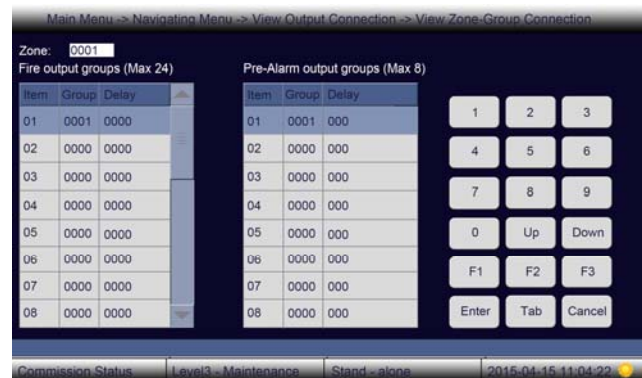 Main Menu -> Navigating Menu -> View Output Connection -> View Zone-Group Connection
Zone: 0001
Fire output groups (Max 24) Pre-Alarm output groups (Max 8)
Item Group Delay Item Group Delay
01 0001 0000 01 0001 000 1 2 3
02 0000 0000 02 0000 000 4 5 6
03 0000 0000 03 0000 000
04 0000 0000 04 0000 000 7 8 9
05 0000 0000 05 0000 000 0 Up Down
06 0000 0000 06 0000 000 F1 F2 F3
07 0000 0000 07 0000 000
08 0000 0000 08 0000 000 Enter Tab Cancel
Commission Status Level3 - Maintenance Stand - alone 2015-04-15 11:04:22